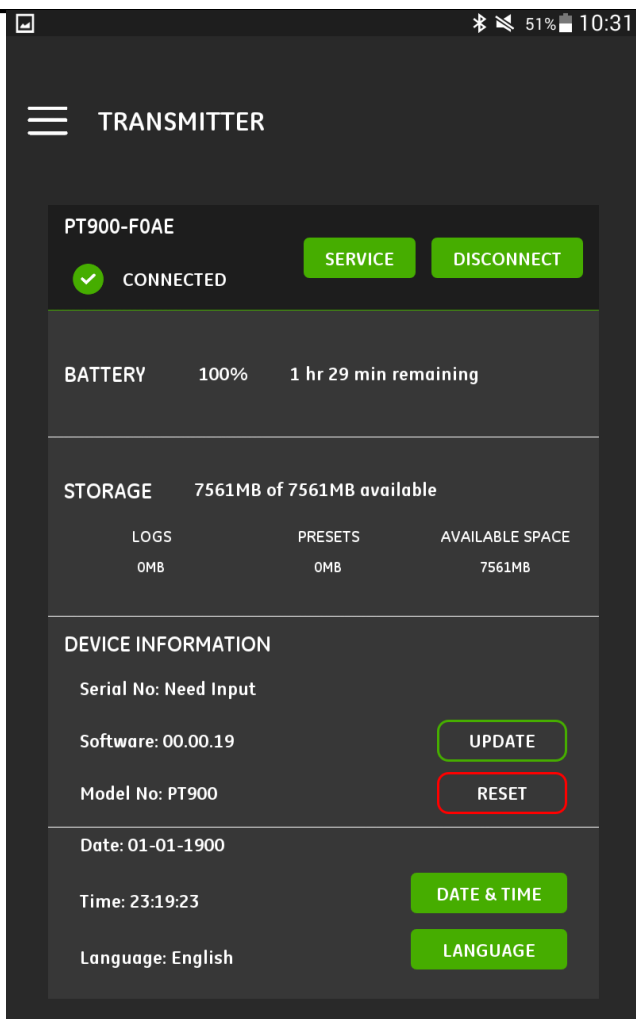 51% 10:31
TRANSMITTER
PT900-F0AE
CONNECTED
SERVICE
DISCONNECT
BATTERY 100% 1 hr 29 min remaining
STORAGE 7561MB of 7561MB available
LOGS PRESETS AVAILABLE SPACE
0MB 0MB 7561MB
DEVICE INFORMATION
Serial No: Need Input
Software: 00.00.19 UPDATE
Model No: PT900 RESET
Date: 01-01-1900
Time: 23:19:23 DATE & TIME
Language: English LANGUAGE